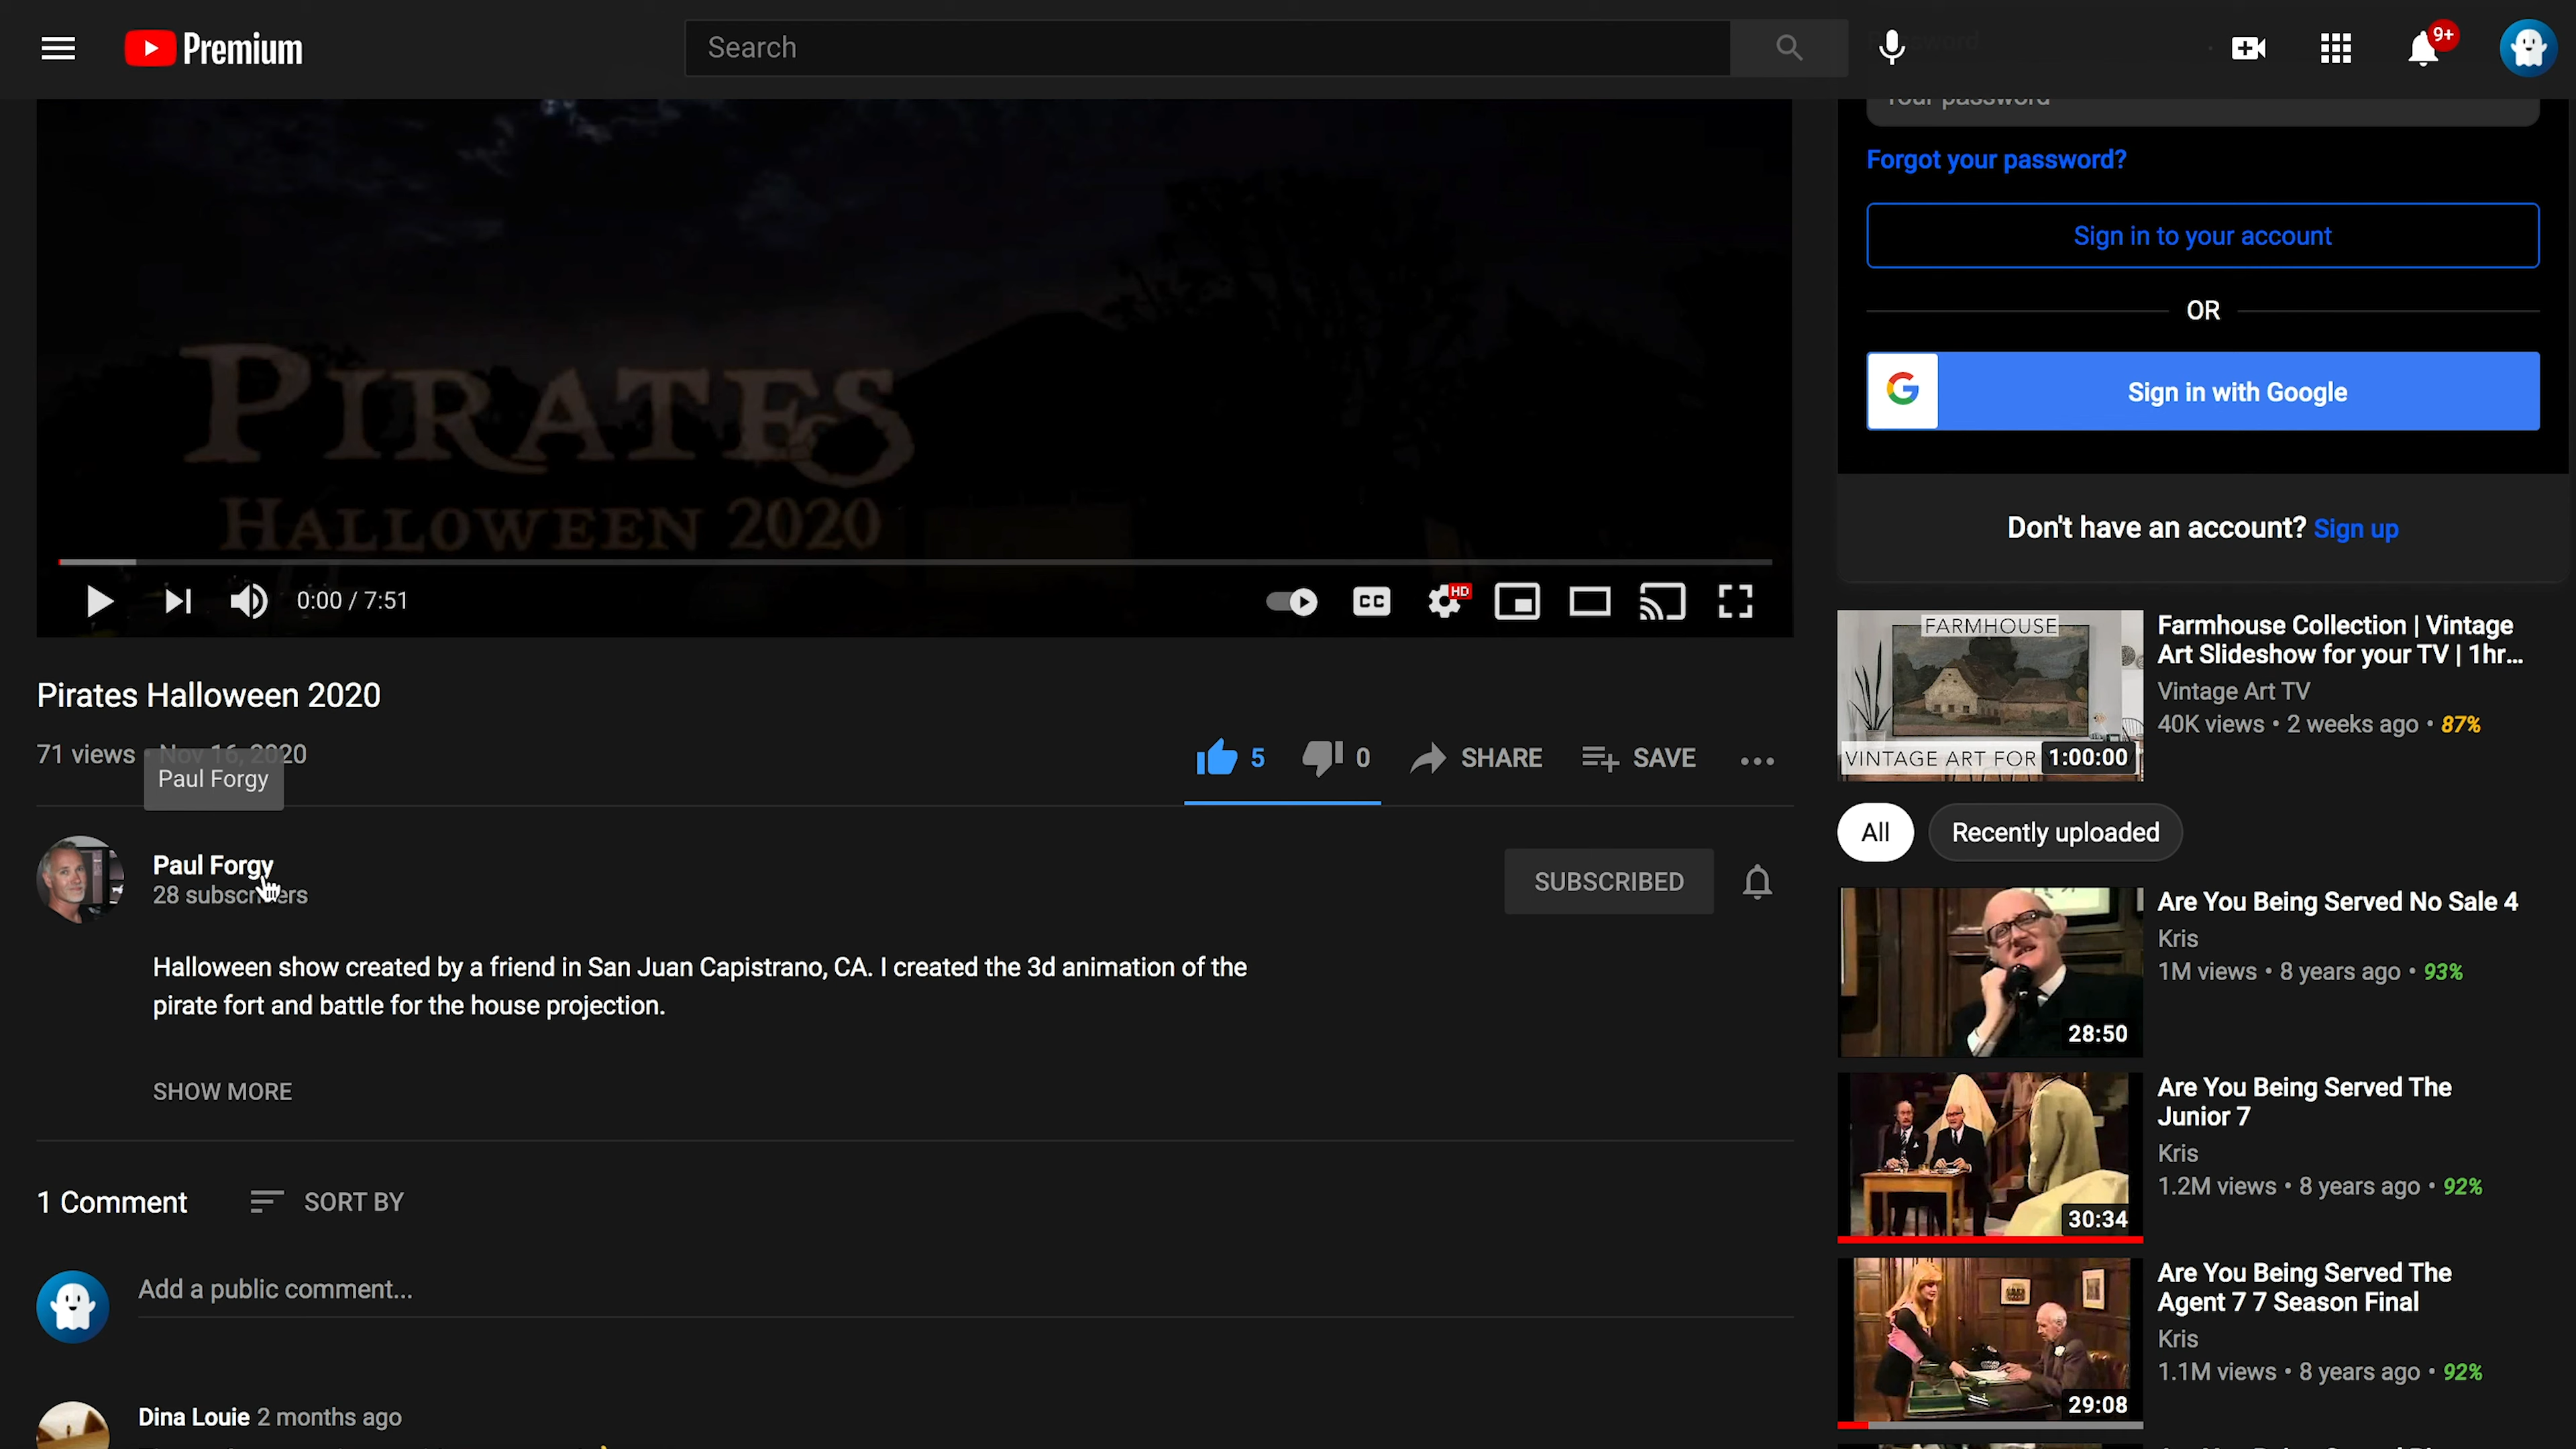 Premium
Search
9+
Your password
Forgot your password?
Sign in to your account
OR
Sign in with Google
Don't have an account? Sign up
PIRATES
HALLOWEEN 2020
0:00 / 7:51
CC
HD
Pirates Halloween 2020
71 views • Nov 16, 2020
Paul Forgy
5
0
SHARE
SAVE
Paul Forgy
28 subscribers
SUBSCRIBED
Halloween show created by a friend in San Juan Capistrano, CA. I created the 3d animation of the
pirate fort and battle for the house projection.
SHOW MORE
1 Comment
SORT BY
Add a public comment...
Dina Louie 2 months ago
FARMHOUSE
VINTAGE ART FOR
1:00:00
Farmhouse Collection | Vintage
Art Slideshow for your TV | 1hr...
Vintage Art TV
40K views • 2 weeks ago • 87%
All
Recently uploaded
28:50
Are You Being Served No Sale 4
Kris
1M views • 8 years ago • 93%
30:34
Are You Being Served The
Junior 7
Kris
1.2M views • 8 years ago • 92%
29:08
Are You Being Served The
Agent 7 7 Season Final
Kris
1.1M views • 8 years ago • 92%